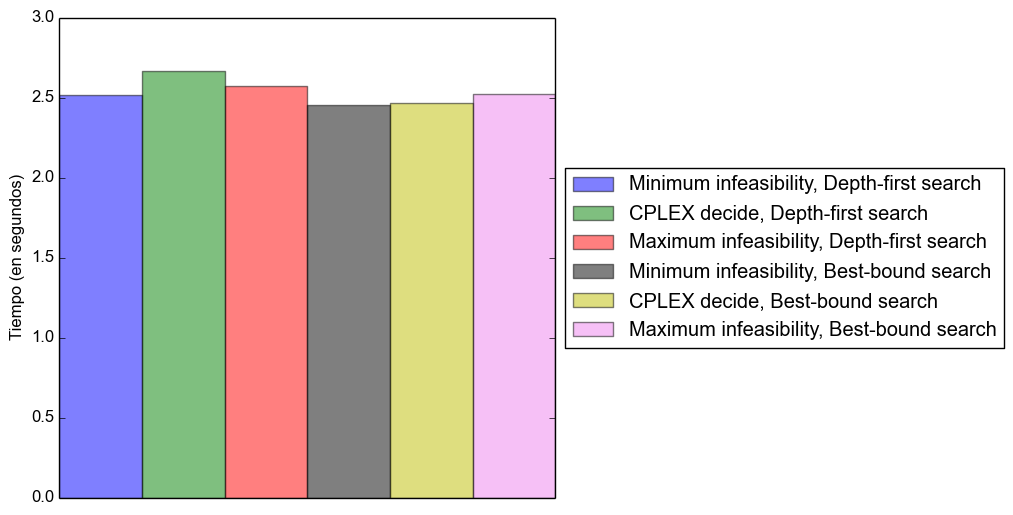 3.0
2.5
2.0
1.5
1.0
0.5
0.0
Tiempo (en segundos)
Minimum infeasibility, Depth-first search
CPLEX decide, Depth-first search
Maximum infeasibility, Depth-first search
Minimum infeasibility, Best-bound search
CPLEX decide, Best-bound search
Maximum infeasibility, Best-bound search